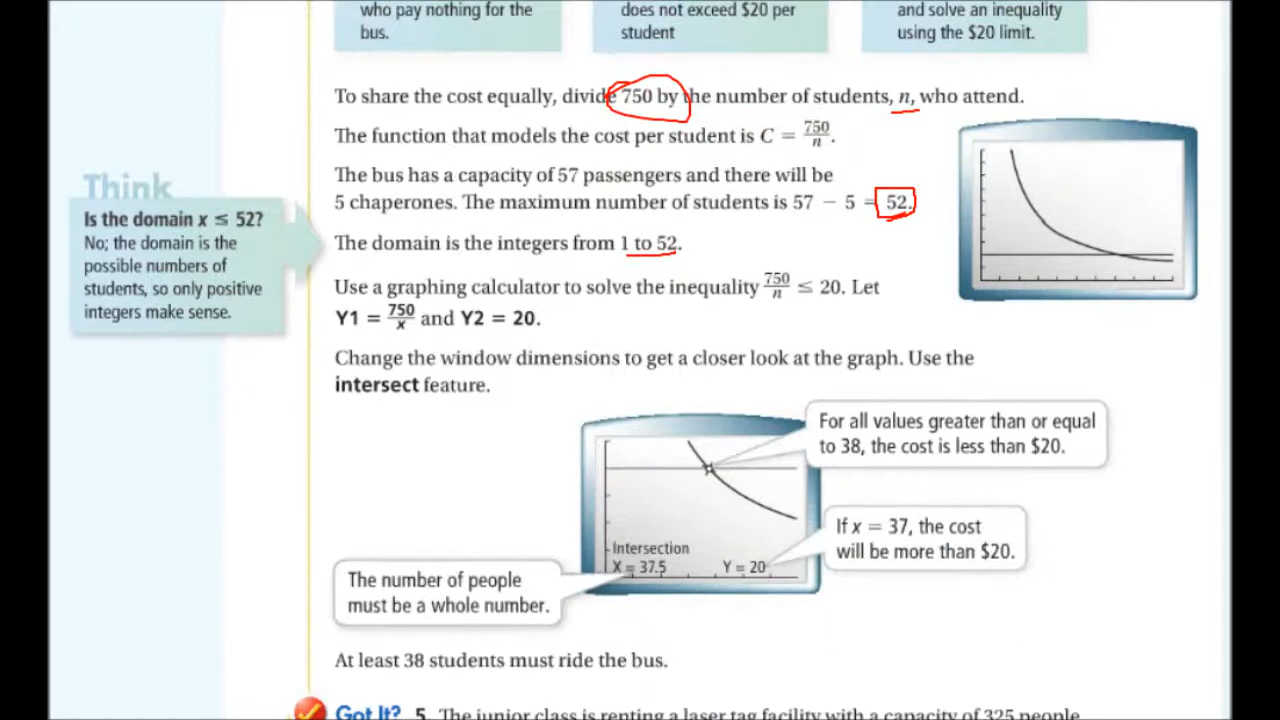 who pay nothing for the
bus.
does not exceed $20 per
student
and solve an inequality
using the $20 limit.
To share the cost equally, divide 750 by the number of students, n, who attend.
The function that models the cost per student is C = 750/n.
The bus has a capacity of 57 passengers and there will be
5 chaperones. The maximum number of students is 57 − 5 = 52.
Think
Is the domain x ≤ 52?
No; the domain is the
possible numbers of
students, so only positive
integers make sense.
The domain is the integers from 1 to 52.
Use a graphing calculator to solve the inequality 750/n ≤ 20. Let
Y1 = 750/x and Y2 = 20.
Change the window dimensions to get a closer look at the graph. Use the
intersect feature.
For all values greater than or equal
to 38, the cost is less than $20.
If x = 37, the cost
will be more than $20.
Intersection
X = 37.5 Y = 20
The number of people
must be a whole number.
At least 38 students must ride the bus.
Got It? 5. The junior class is renting a laser tag facility with a capacity of 325 people